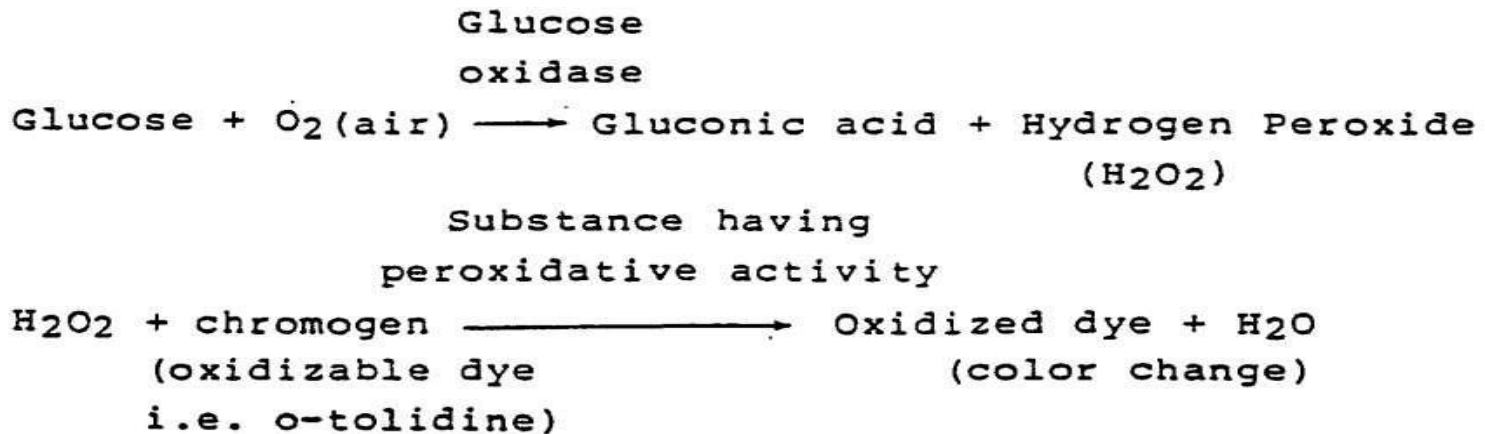 Glucose
oxidase
Glucose + O2(air) ⟶ Gluconic acid + Hydrogen Peroxide
(H2O2)
Substance having
peroxidative activity
H2O2 + chromogen ⟶ Oxidized dye + H2O
(oxidizable dye (color change)
i.e. o-tolidine)